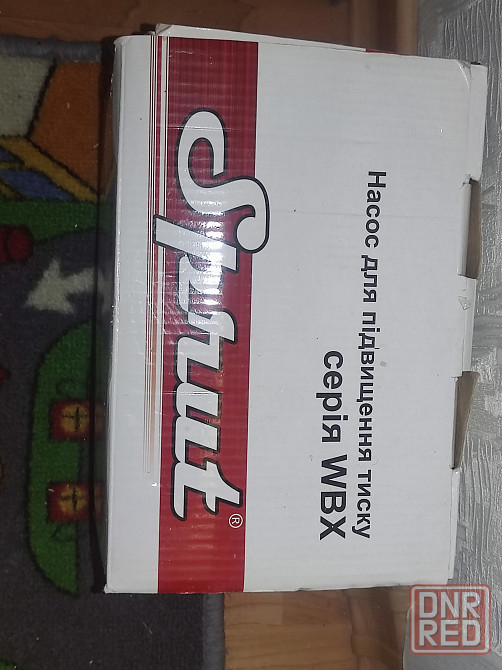 Насос для підвищення тиску
серія WBX
Sprut®
DNR
RED